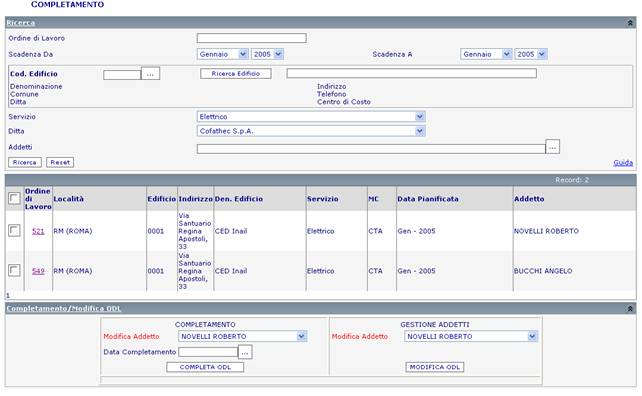 COMPLETAMENTO
Ricerca
Ordine di Lavoro
Scadenza Da Gennaio 2005 Scadenza A Gennaio 2005
Cod. Edificio ... Ricerca Edificio
Denominazione Indirizzo
Comune Telefono
Ditta Centro di Costo
Servizio Elettrico
Ditta Cofathec S.p.A.
Addetti ...
Ricerca Reset Guida
Record: 2
Ordine di Lavoro Località Edificio Indirizzo Den. Edificio Servizio MC Data Pianificata Addetto
521 RM (ROMA) 0001 Via Santuario Regina Apostoli, 33 CED Inail Elettrico CTA Gen - 2005 NOVELLI ROBERTO
549 RM (ROMA) 0001 Via Santuario Regina Apostoli, 33 CED Inail Elettrico CTA Gen - 2005 BUCCHI ANGELO
1
Completamento/Modifica ODL
COMPLETAMENTO GESTIONE ADDETTI
Modifica Addetto NOVELLI ROBERTO Modifica Addetto NOVELLI ROBERTO
Data Completamento ...
COMPLETA ODL MODIFICA ODL